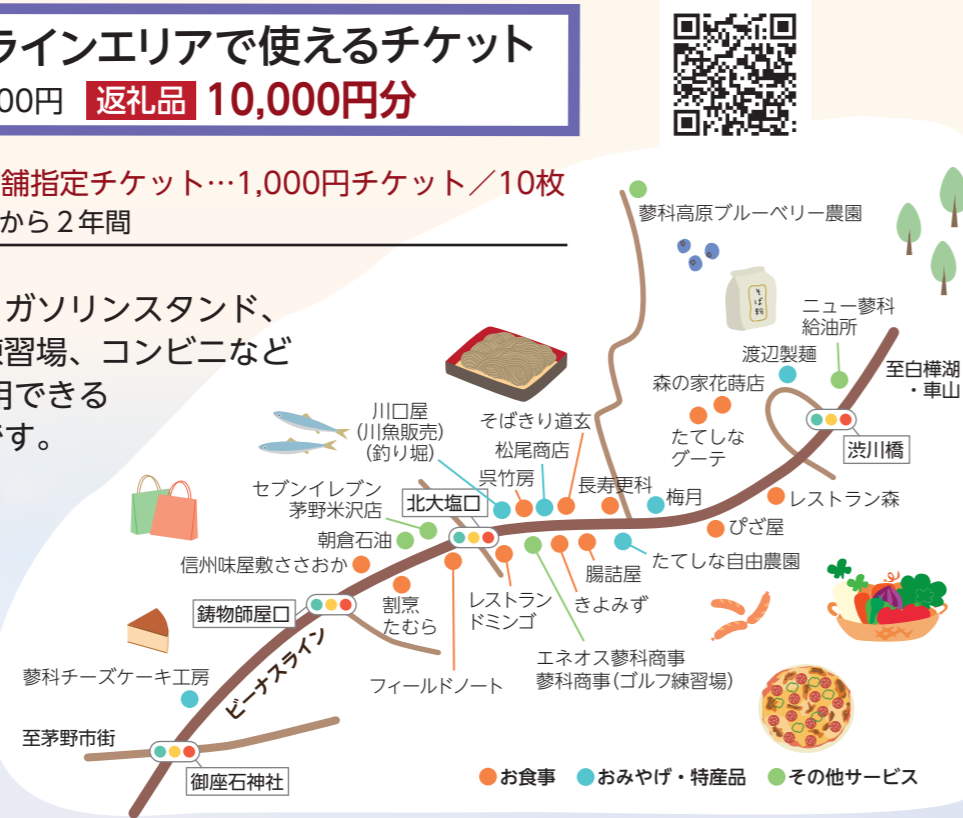 ラインエリアで使えるチケット
00円 返礼品 10,000円分
舗指定チケット…1,000円チケット／10枚
から２年間
ガソリンスタンド、
練習場、コンビニなど
用できる
です。
蓼科高原ブルーベリー農園
そば粉
ニュー蓼科
給油所
渡辺製麺
至白樺湖
・車山
森の家花蒔店
たてしな
グーテ
渋川橋
川口屋
(川魚販売)
(釣り堀)
そばきり道玄
松尾商店
呉竹房
長寿更科
梅月
レストラン森
セブンイレブン
茅野米沢店
北大塩口
ぴざ屋
朝倉石油
たてしな自由農園
信州味屋敷ささおか
腸詰屋
割烹
たむら
レストラン
ドミンゴ
きよみず
鋳物師屋口
エネオス蓼科商事
蓼科商事(ゴルフ練習場)
フィールドノート
ビーナスライン
蓼科チーズケーキ工房
至茅野市街
御座石神社
お食事 おみやげ・特産品 その他サービス